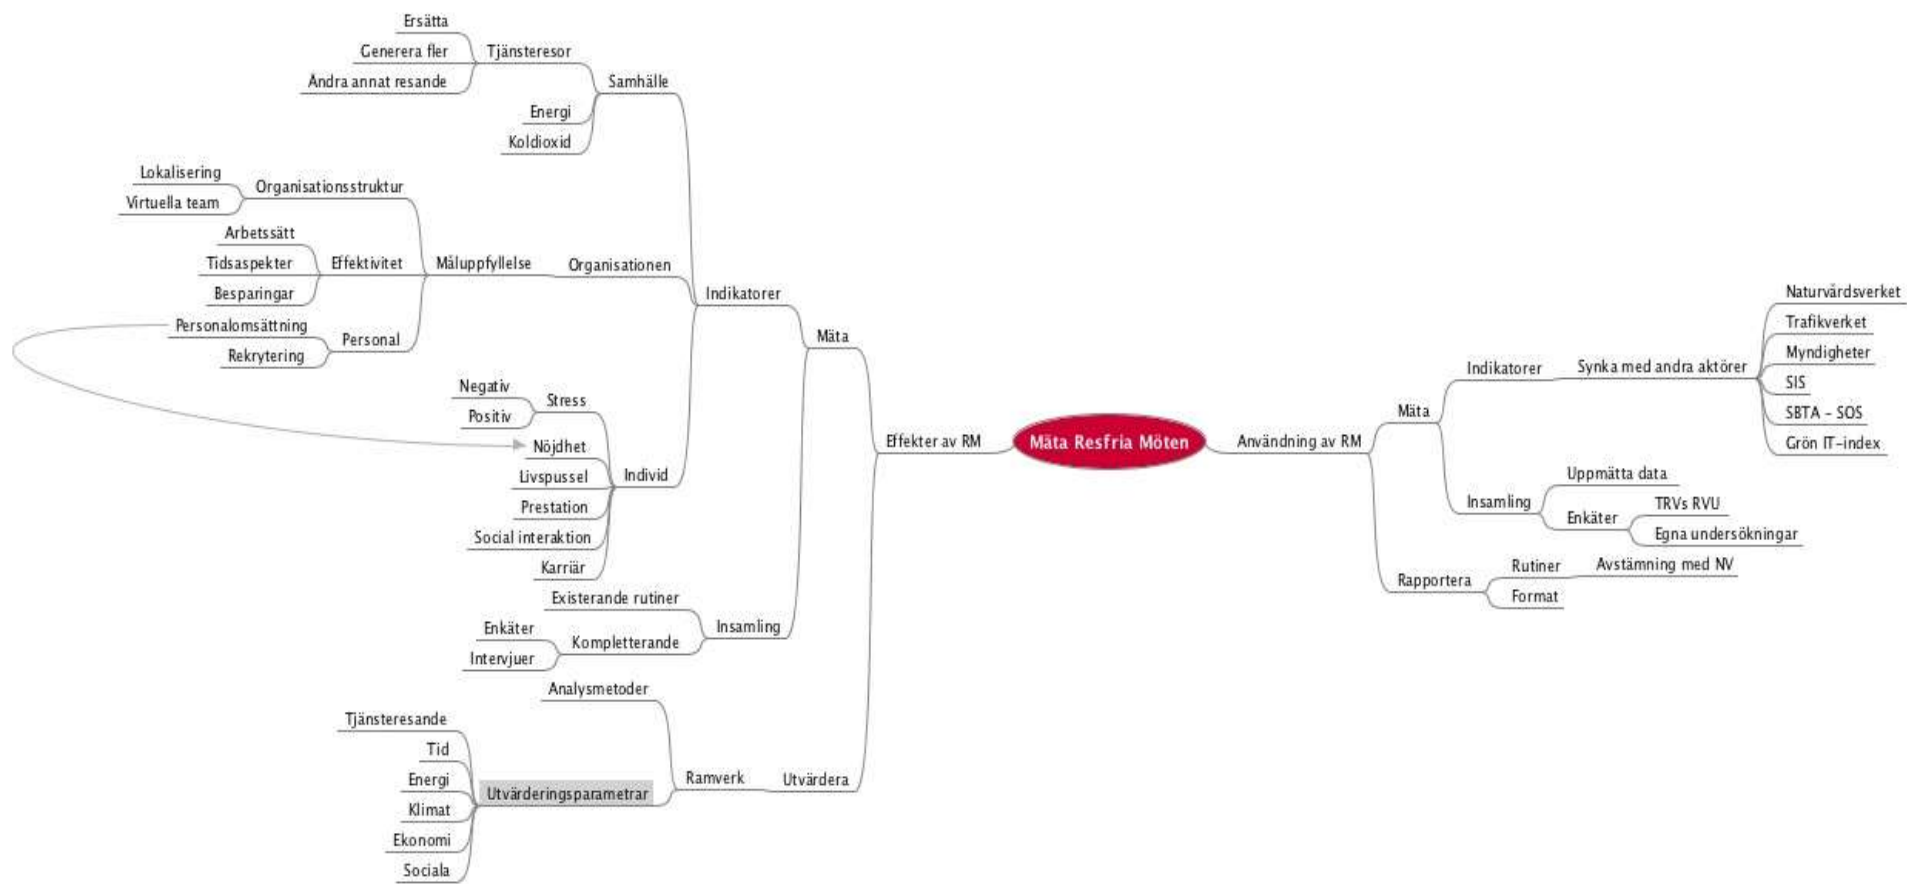 Mäta Resfria Möten
Effekter av RM
Mäta
Indikatorer
Samhälle
Tjänsteresor
Ersätta
Generera fler
Ändra annat resande
Energi
Koldioxid
Organisationen
Måluppfyllelse
Organisationsstruktur
Lokalisering
Virtuella team
Effektivitet
Arbetssätt
Tidsaspekter
Besparingar
Personal
Personalomsättning
Rekrytering
Individ
Stress
Negativ
Positiv
Nöjdhet
Livspussel
Prestation
Social interaktion
Karriär
Insamling
Existerande rutiner
Kompletterande
Enkäter
Intervjuer
Utvärdera
Ramverk
Analysmetoder
Utvärderingsparametrar
Tjänsteresande
Tid
Energi
Klimat
Ekonomi
Sociala
Användning av RM
Mäta
Indikatorer
Synka med andra aktörer
Naturvårdsverket
Trafikverket
Myndigheter
SIS
SBTA - SOS
Grön IT-index
Insamling
Uppmätta data
Enkäter
TRVs RVU
Egna undersökningar
Rapportera
Rutiner
Avstämning med NV
Format